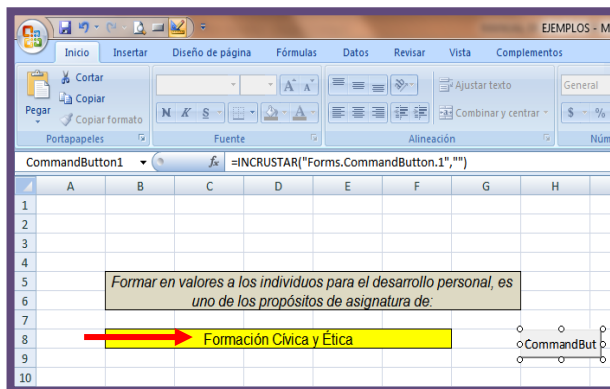 EJEMPLOS - M
Inicio Insertar Diseño de página Fórmulas Datos Revisar Vista Complementos
Cortar
Copiar
Copiar formato
Pegar
N K S
A A
A
Ajustar texto
Combinar y centrar
General
$ %
Portapapeles Fuente Alineación Núm
CommandButton1 fx =INCRUSTAR("Forms.CommandButton.1","")
A B C D E F G H
1
2
3
4
5
Formar en valores a los individuos para el desarrollo personal, es
6
uno de los propósitos de asignatura de:
7
8
Formación Cívica y Ética
CommandBut
9
10